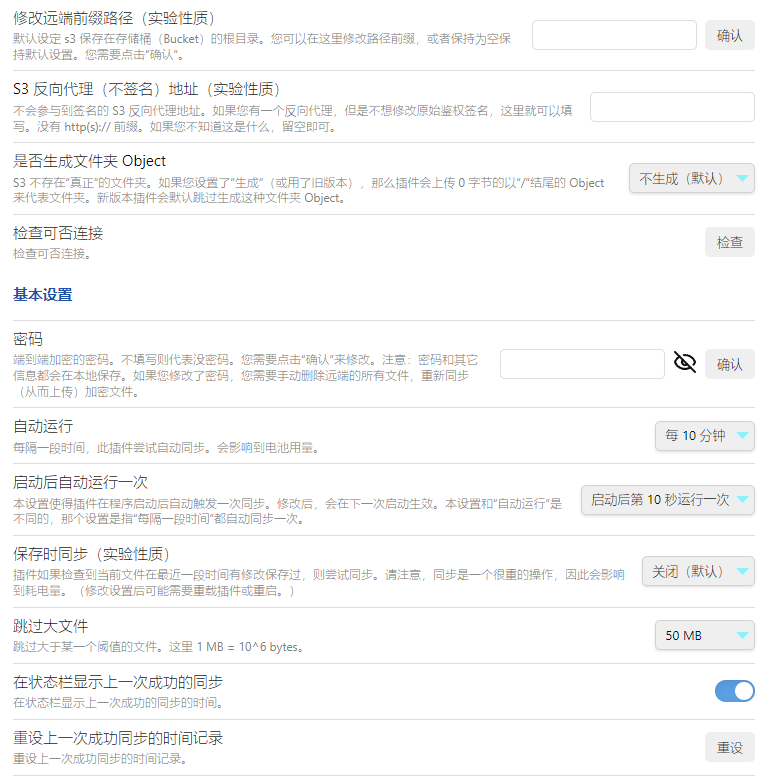 修改远端前缀路径（实验性质）
默认设定 s3 保存在存储桶（Bucket）的根目录。您可以在这里修改路径前缀，或者保持为空保
持默认设置。您需要点击“确认”。
确认
S3 反向代理（不签名）地址（实验性质）
不会参与到签名的 S3 反向代理地址。如果您有一个反向代理，但是不想修改原始鉴权签名，这里就可以填
写。没有 http(s):// 前缀。如果您不知道这是什么，留空即可。
是否生成文件夹 Object
S3 不存在“真正”的文件夹。如果您设置了“生成”（或用了旧版本），那么插件会上传 0 字节的以“/”结尾的 Object
来代表文件夹。新版本插件会默认跳过生成这种文件夹 Object。
不生成（默认）
检查可否连接
检查可否连接。
检查
基本设置
密码
端到端加密的密码。不填写则代表没密码。您需要点击“确认”来修改。注意：密码和其它
信息都会在本地保存。如果您修改了密码，您需要手动删除远端的所有文件，重新同步
（从而上传）加密文件。
确认
自动运行
每隔一段时间，此插件尝试自动同步。会影响到电池用量。
每 10 分钟
启动后自动运行一次
本设置使得插件在程序启动后自动触发一次同步。修改后，会在下一次启动生效。本设置和“自动运行”是
不同的，那个设置是指“每隔一段时间”都自动同步一次。
启动后第 10 秒运行一次
保存时同步（实验性质）
插件如果检查到当前文件在最近一段时间有修改保存过，则尝试同步。请注意，同步是一个很重的操作，因此会影响
到耗电量。（修改设置后可能需要重载插件或重启。）
关闭（默认）
跳过大文件
跳过大于某一个阈值的文件。这里 1 MB = 10^6 bytes。
50 MB
在状态栏显示上一次成功的同步
在状态栏显示上一次成功的同步的时间。
重设上一次成功同步的时间记录
重设上一次成功同步的时间记录。
重设